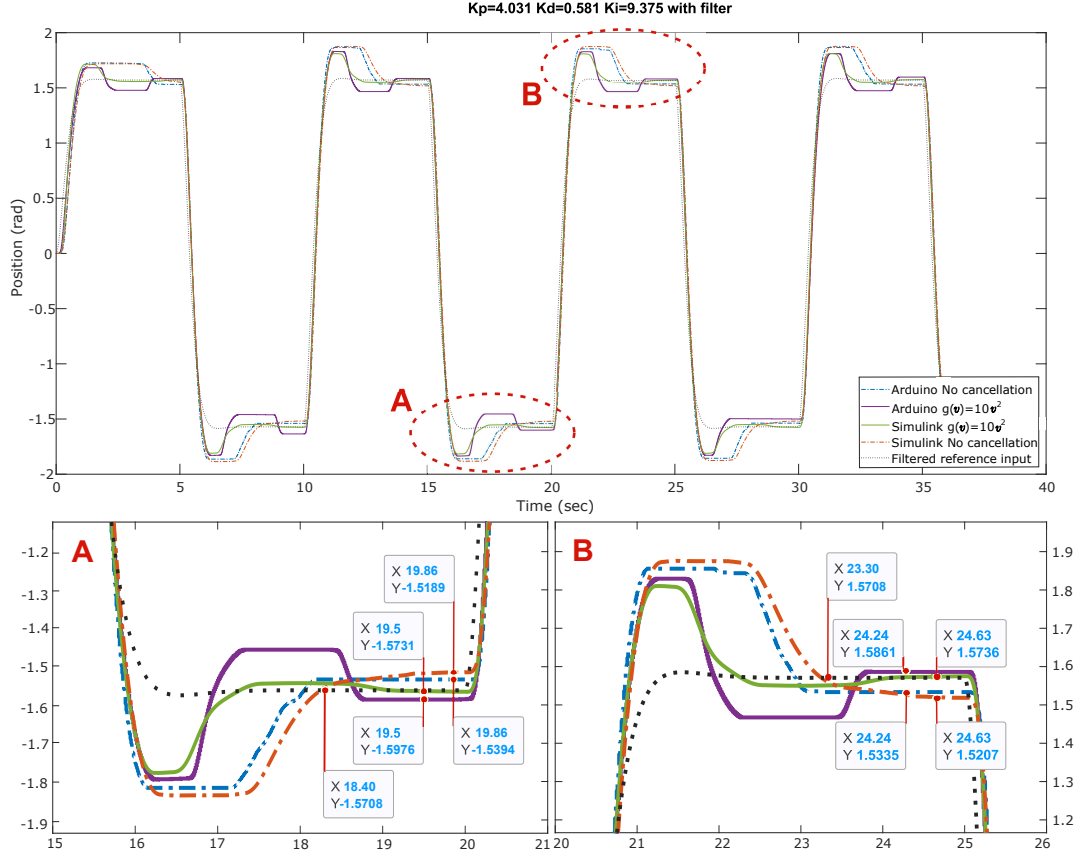 Kp=4.031 Kd=0.581 Ki=9.375 with filter
Position (rad)
2
1.5
1
0.5
0
-0.5
-1
-1.5
-2
B
A
Arduino No cancellation
Arduino g(v)=10v²
Simulink g(v)=10v²
Simulink No cancellation
Filtered reference input
0
5
10
15
20
25
30
35
40
Time (sec)
A
-1.2
-1.3
-1.4
-1.5
-1.6
-1.7
-1.8
-1.9
X 19.86
Y -1.5189
X 19.5
Y -1.5731
X 19.5
Y -1.5976
X 19.86
Y -1.5394
X 18.40
Y -1.5708
15
16
17
18
19
20
21
B
X 23.30
Y 1.5708
X 24.24
Y 1.5861
X 24.63
Y 1.5736
X 24.24
Y 1.5335
X 24.63
Y 1.5207
1.9
1.8
1.7
1.6
1.5
1.4
1.3
1.2
20
21
22
23
24
25
26